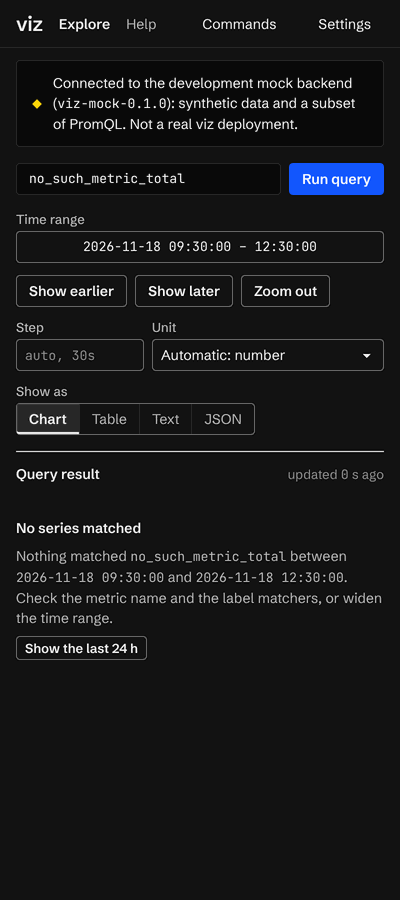 viz Explore Help Commands Settings
Connected to the development mock backend
(viz-mock-0.1.0): synthetic data and a subset
of PromQL. Not a real viz deployment.
no_such_metric_total Run query
Time range
2026-11-18 09:30:00 – 12:30:00
Show earlier Show later Zoom out
Step Unit
auto, 30s Automatic: number
Show as
Chart Table Text JSON
Query result updated 0 s ago
No series matched
Nothing matched no_such_metric_total between
2026-11-18 09:30:00 and 2026-11-18 12:30:00.
Check the metric name and the label matchers, or widen
the time range.
Show the last 24 h